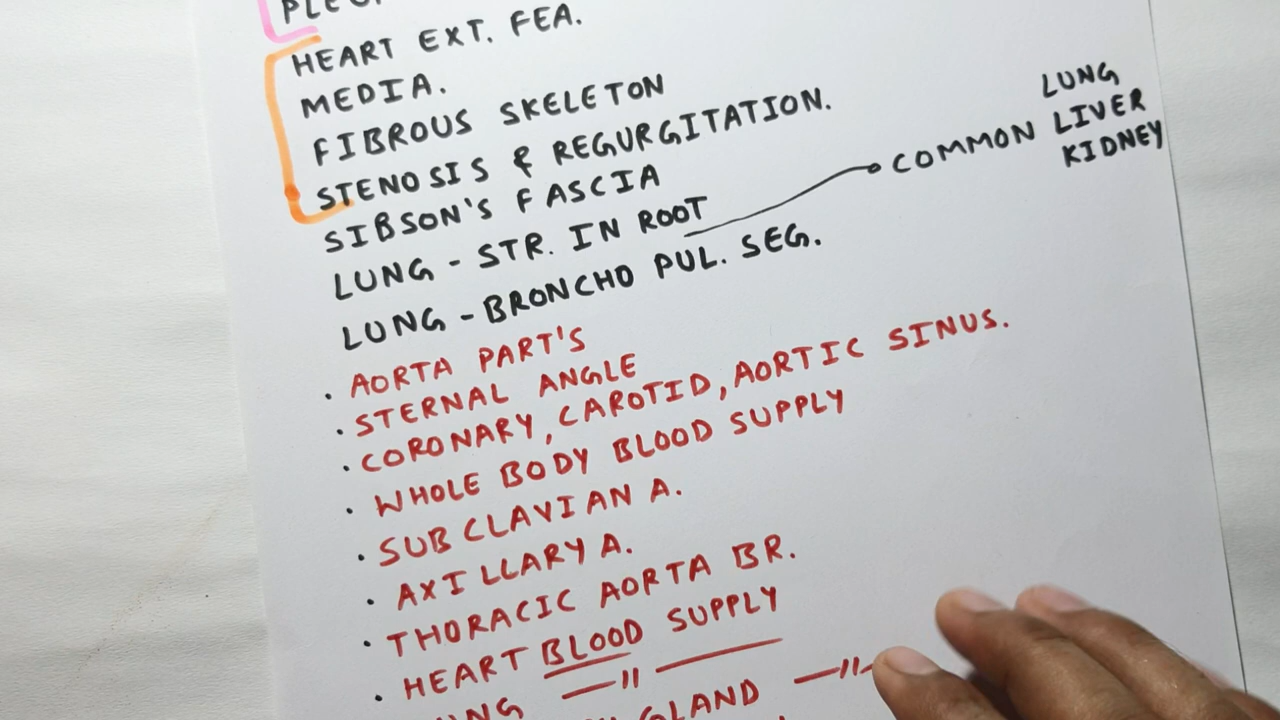 HEART EXT. FEA.
MEDIA.
FIBROUS SKELETON
STENOSIS & REGURGITATION.
SIBSON'S FASCIA
LUNG - STR. IN ROOT COMMON LUNG
LIVER
KIDNEY
LUNG - BRONCHO PUL. SEG.
. AORTA PART'S
. STERNAL ANGLE
. CORONARY, CAROTID, AORTIC SINUS.
. WHOLE BODY BLOOD SUPPLY
. SUBCLAVIAN A.
. AXILLARY A.
. THORACIC AORTA BR.
. HEART BLOOD SUPPLY
—〃— —〃—
GLAND